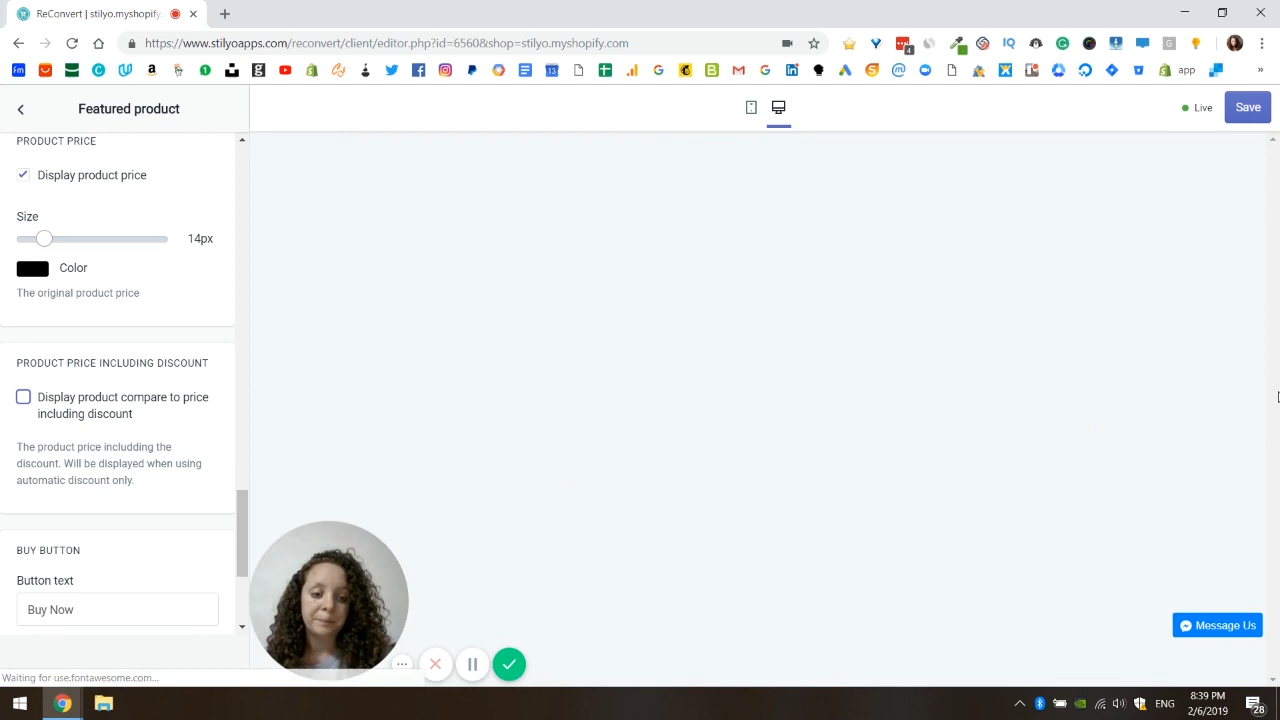 ReConvert | stilyo.myshopify
https://www.stilyoapps.com/reconvert/client/editor.php?id=6560&shop=stilyo.myshopify.com
app
Featured product
Live
Save
PRODUCT PRICE
Display product price
Size
14px
Color
The original product price
PRODUCT PRICE INCLUDING DISCOUNT
Display product compare to price
including discount
The product price includding the
discount. Will be displayed when using
automatic discount only.
BUY BUTTON
Button text
Buy Now
Message Us
Waiting for use.fontawesome.com...
ENG
8:39 PM
2/6/2019
28